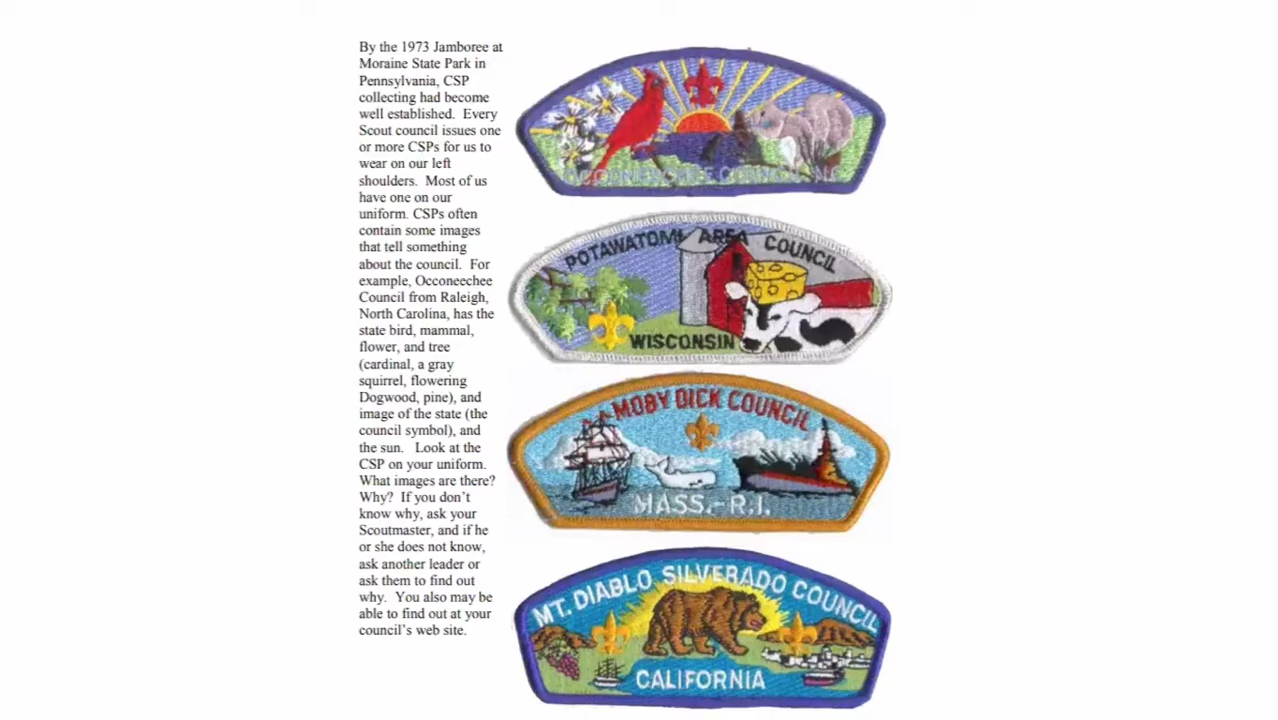 By the 1973 Jamboree at
Moraine State Park in
Pennsylvania, CSP
collecting had become
well established.  Every
Scout council issues one
or more CSPs for us to
wear on our left
shoulders.  Most of us
have one on our
uniform. CSPs often
contain some images
that tell something
about the council.  For
example, Occoneechee
Council from Raleigh,
North Carolina, has the
state bird, mammal,
flower, and tree
(cardinal, a gray
squirrel, flowering
Dogwood, pine), and
image of the state (the
council symbol), and
the sun.   Look at the
CSP on your uniform.
What images are there?
Why?  If you don't
know why, ask your
Scoutmaster, and if he
or she does not know,
ask another leader or
ask them to find out
why.  You also may be
able to find out at your
council's web site.
OCCONEECHEE COUNCIL N.C.
POTAWATOMI AREA COUNCIL
WISCONSIN
MOBY DICK COUNCIL
MASS.-R.I.
MT. DIABLO SILVERADO COUNCIL
CALIFORNIA